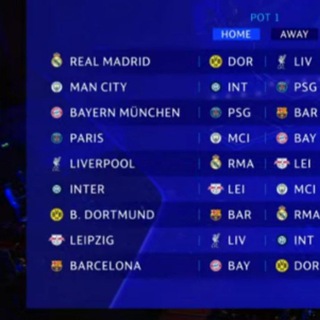 POT 1
HOME AWAY
REAL MADRID DOR LIV
MAN CITY INT PSG
BAYERN MÜNCHEN PSG BAR
PARIS MCI BAY
LIVERPOOL RMA LEI
INTER LEI MCI
B. DORTMUND BAR RMA
LEIPZIG LIV INT
BARCELONA BAY DOR